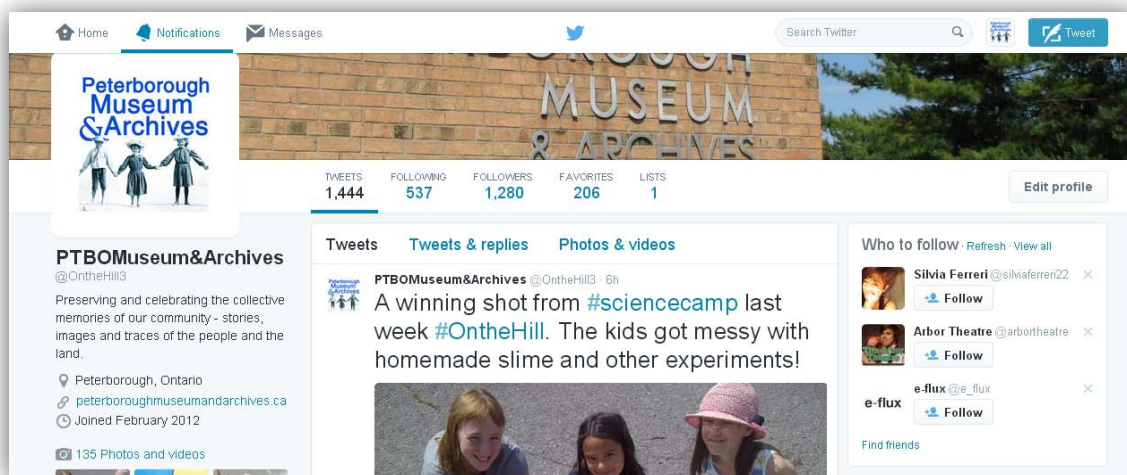 Home Notifications Messages
Search Twitter
Tweet
Peterborough
Museum
&Archives
BOROUGH
MUSEUM
& ARCHIVES
TWEETS FOLLOWING FOLLOWERS FAVORITES LISTS
1,444 537 1,280 206 1
Edit profile
PTBOMuseum&Archives
@OntheHill3
Preserving and celebrating the collective
memories of our community - stories,
images and traces of the people and the
land.
Peterborough, Ontario
peterboroughmuseumandarchives.ca
Joined February 2012
135 Photos and videos
Tweets Tweets & replies Photos & videos
Peterborough
Museum
&Archives
PTBOMuseum&Archives @OntheHill3 · 6h
A winning shot from #sciencecamp last
week #OntheHill. The kids got messy with
homemade slime and other experiments!
Who to follow · Refresh · View all
Silvia Ferreri @silviaferreri22
Follow
Arbor Theatre @arbortheatre
Follow
e-flux
e-flux @e_flux
Follow
Find friends